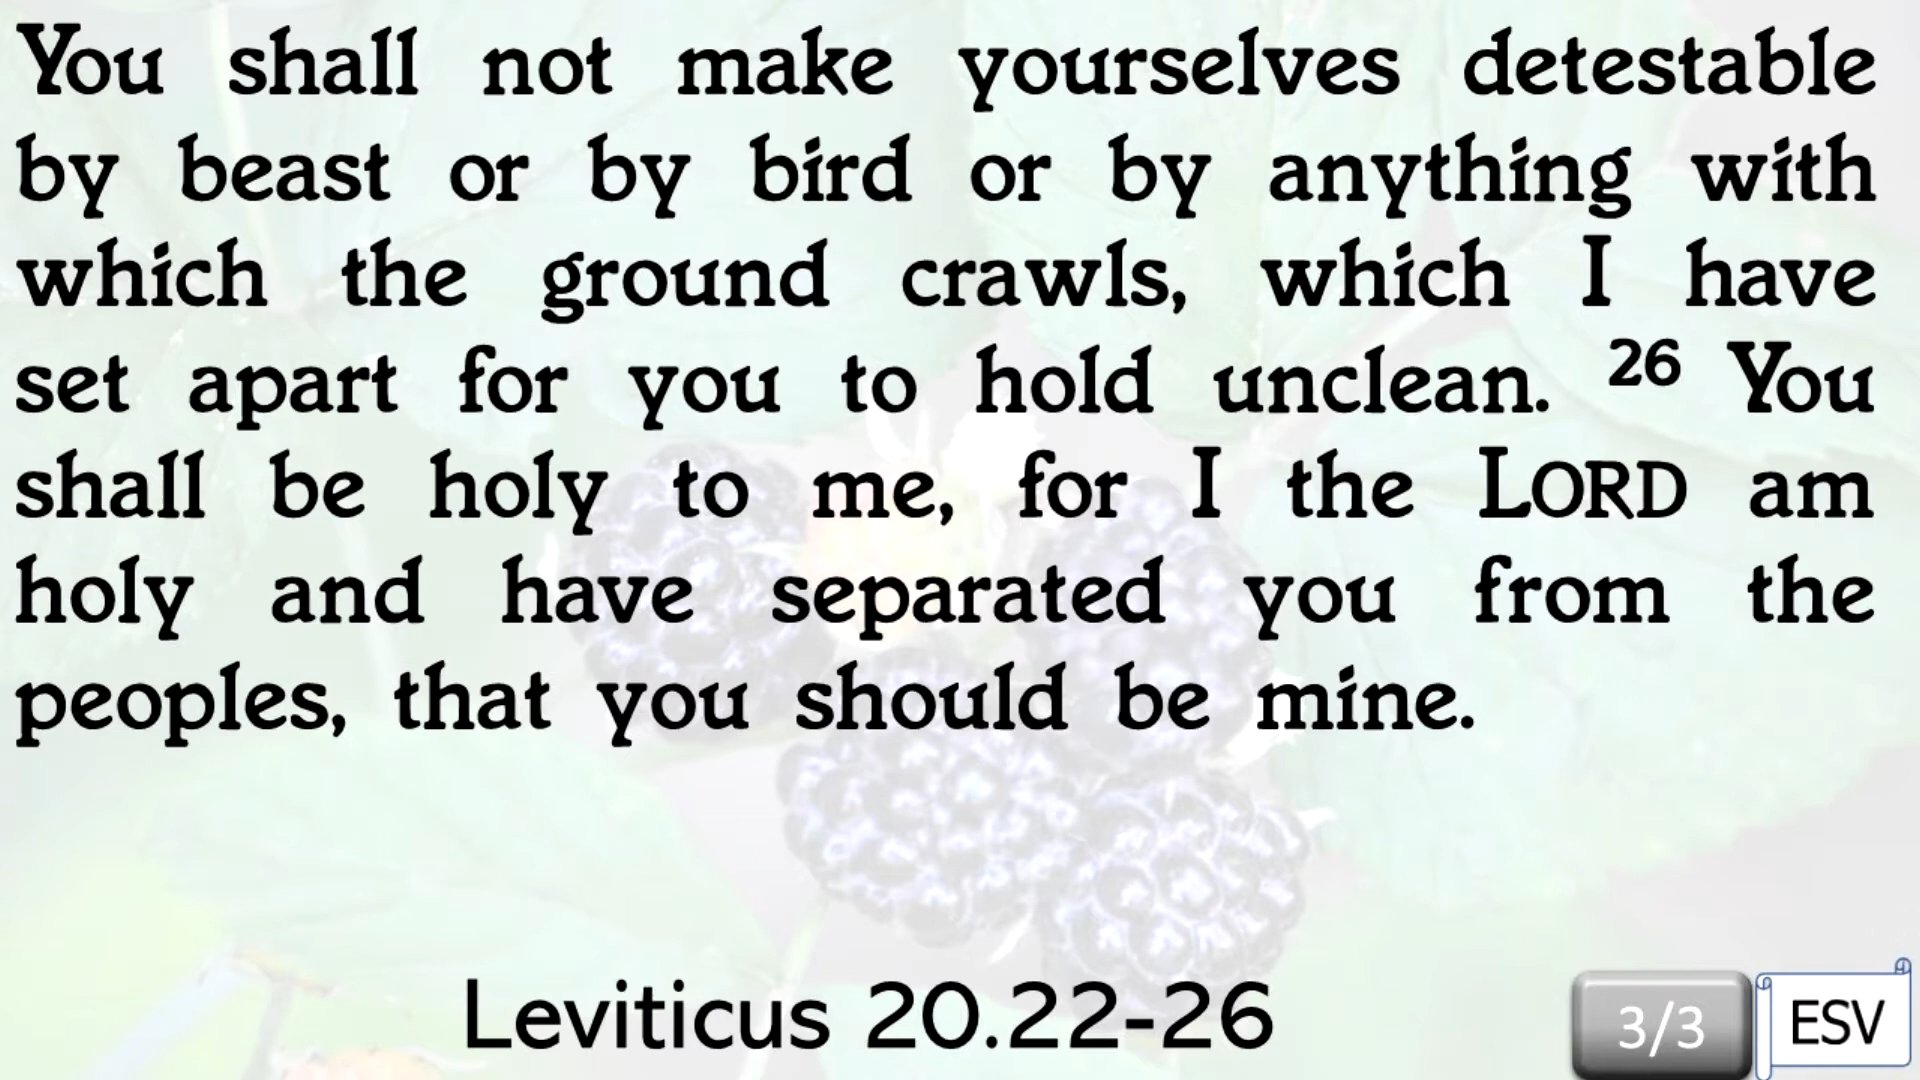 You shall not make yourselves detestable
by beast or by bird or by anything with
which the ground crawls, which I have
set apart for you to hold unclean. 26 You
shall be holy to me, for I the LORD am
holy and have separated you from the
peoples, that you should be mine.
Leviticus 20.22-26
3/3
ESV